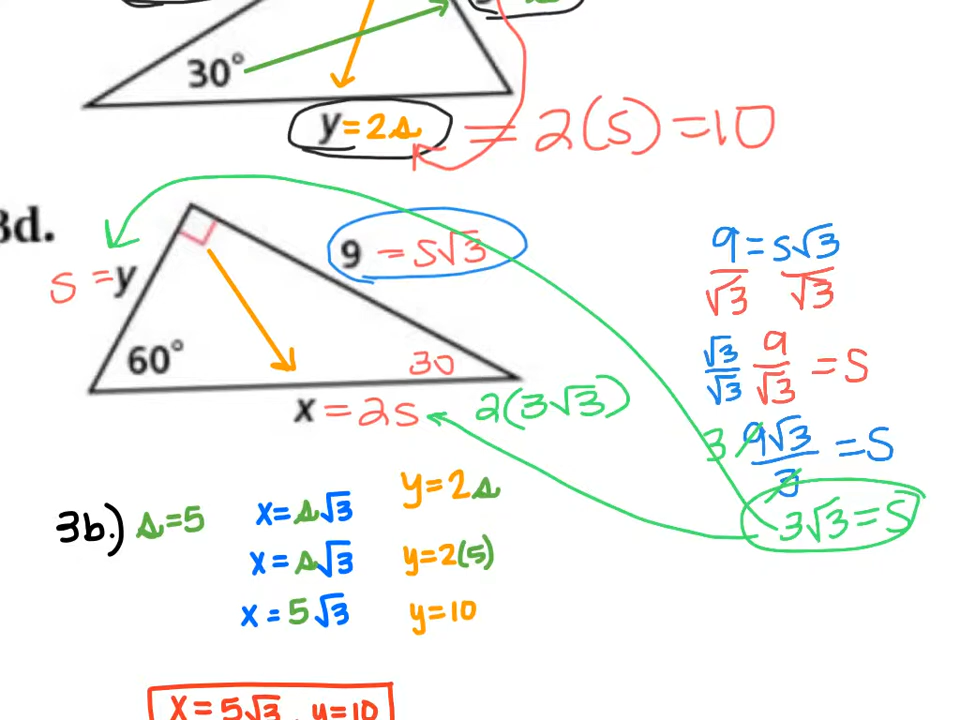 30°
y=2s = 2(5)=10
3d.
9 = s√3
s = y
60°
30
x = 2s
2(3√3)
9=s√3
√3 √3
√3/√3 9/√3 = s
3 9√3/3 = s
3√3=s
3b.) s=5
x=s√3
y=2s
x=s√3
y=2(5)
x=5√3
y=10
x=5√3, y=10